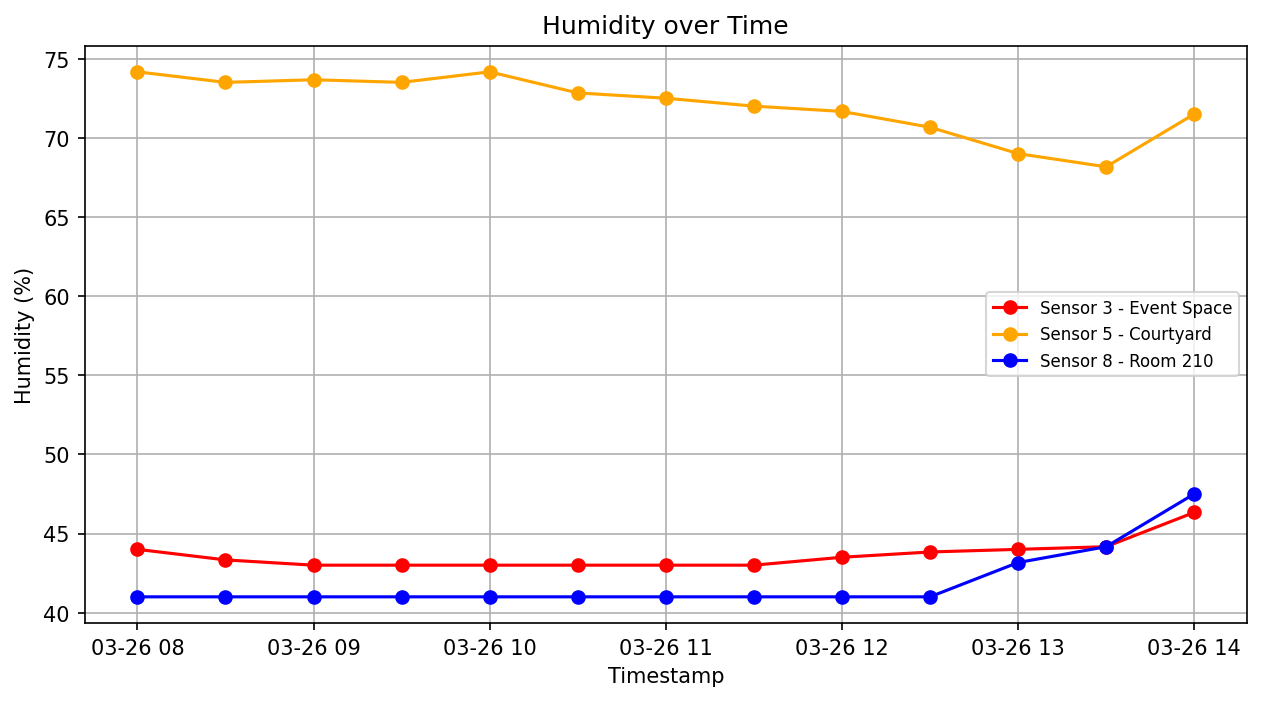 Humidity over Time
Humidity (%)
75
70
65
60
55
50
45
40
Sensor 3 - Event Space
Sensor 5 - Courtyard
Sensor 8 - Room 210
03-26 08
03-26 09
03-26 10
03-26 11
03-26 12
03-26 13
03-26 14
Timestamp